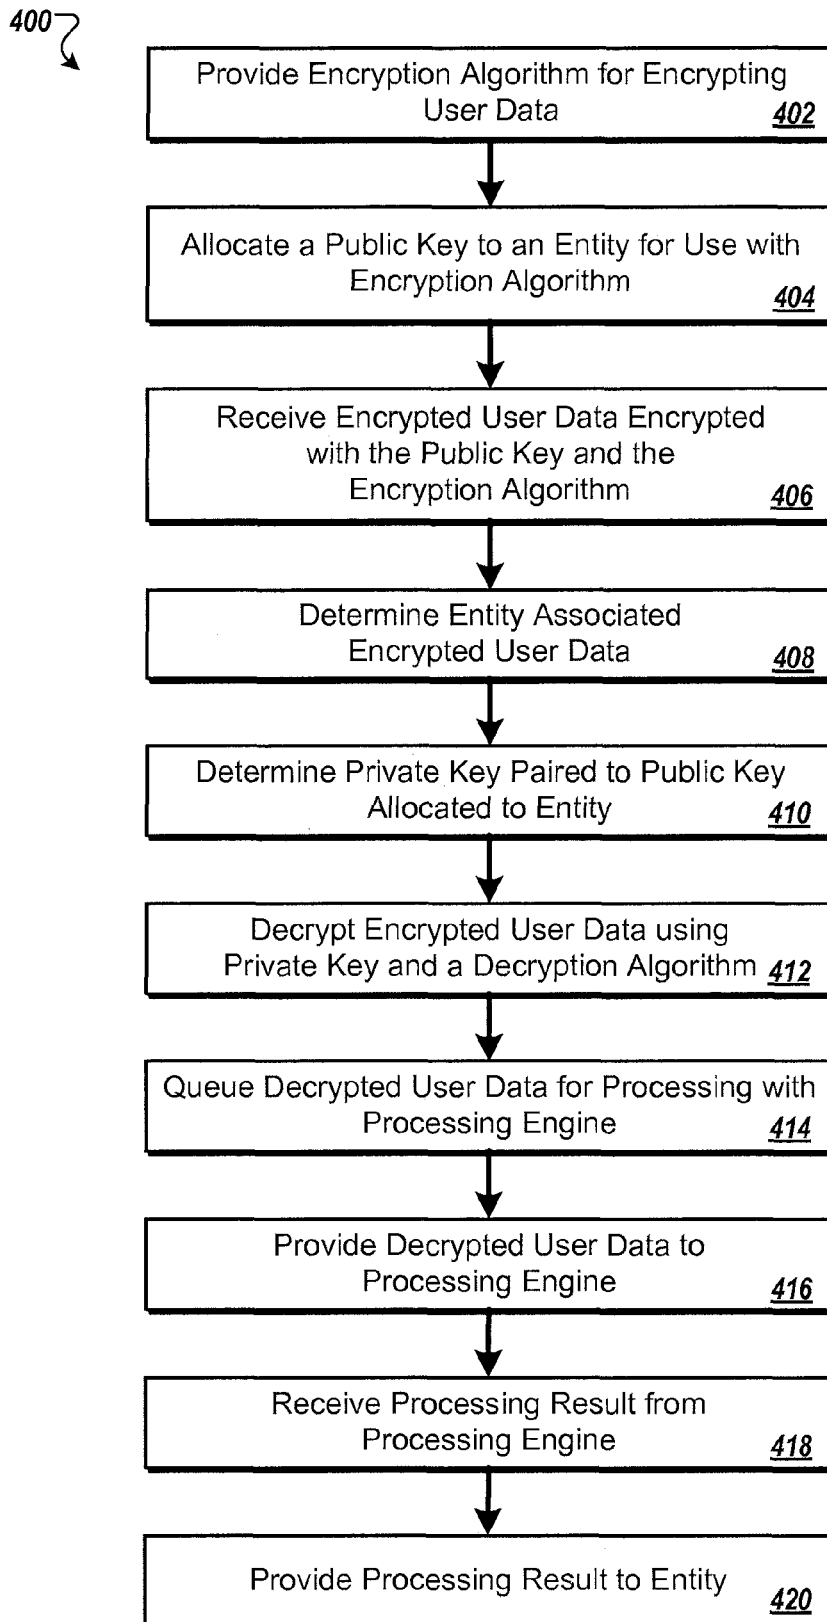 400
Provide Encryption Algorithm for Encrypting
User Data
402
Allocate a Public Key to an Entity for Use with
Encryption Algorithm
404
Receive Encrypted User Data Encrypted
with the Public Key and the
Encryption Algorithm
406
Determine Entity Associated
Encrypted User Data
408
Determine Private Key Paired to Public Key
Allocated to Entity
410
Decrypt Encrypted User Data using
Private Key and a Decryption Algorithm 412
Queue Decrypted User Data for Processing with
Processing Engine
414
Provide Decrypted User Data to
Processing Engine
416
Receive Processing Result from
Processing Engine
418
Provide Processing Result to Entity
420